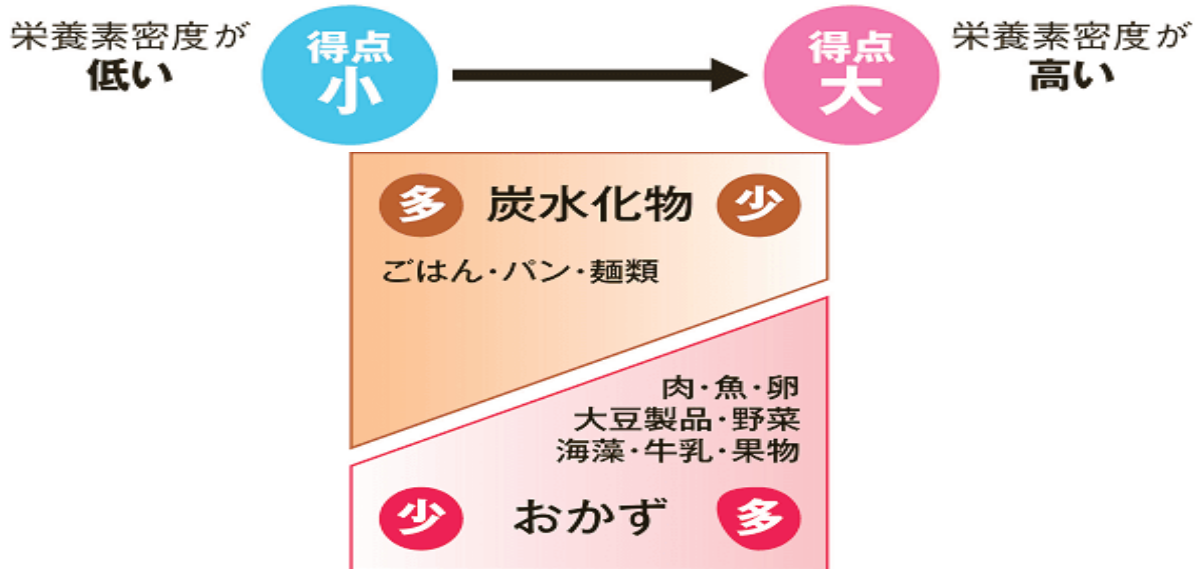 栄養素密度が
低い
得点
小
得点
大
栄養素密度が
高い
多 炭水化物 少
ごはん・パン・麺類
肉・魚・卵
大豆製品・野菜
海藻・牛乳・果物
少 おかず 多